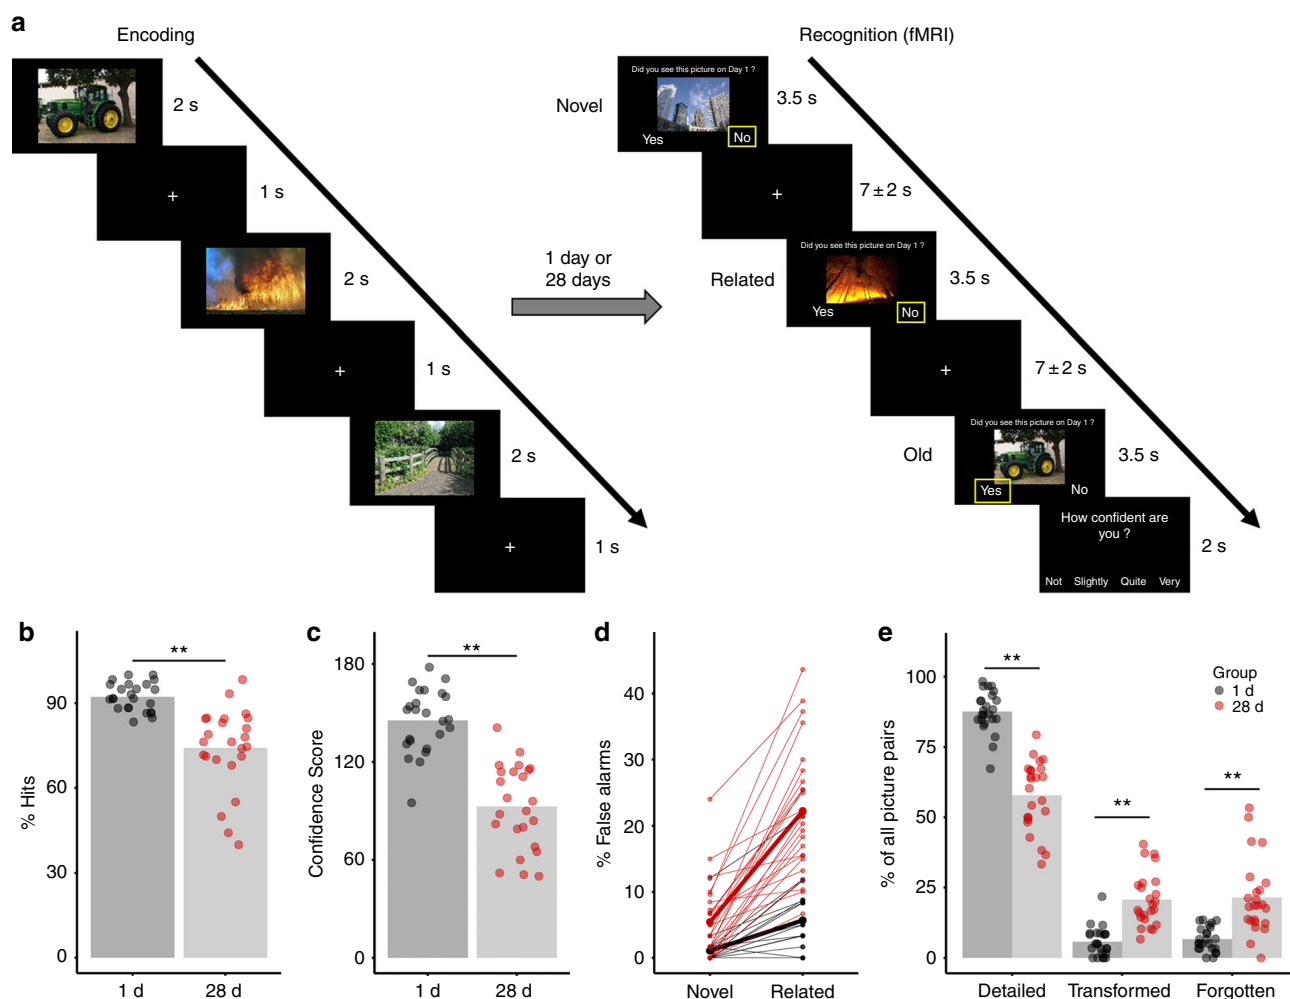 a
Encoding
Recognition (fMRI)
2 s
1 s
2 s
1 s
2 s
1 s
1 day or
28 days
Novel
Did you see this picture on Day 1 ?
Yes
No
3.5 s
7 ± 2 s
Related
Did you see this picture on Day 1 ?
Yes
No
3.5 s
7 ± 2 s
Old
Did you see this picture on Day 1 ?
Yes
No
3.5 s
How confident are
you ?
Not Slightly Quite Very
2 s
b
% Hits
90
60
30
0
**
1 d
28 d
c
Confidence Score
180
120
60
0
**
1 d
28 d
d
% False alarms
40
30
20
10
0
Novel
Related
e
% of all picture pairs
100
75
50
25
0
**
**
**
Group
1 d
28 d
Detailed
Transformed
Forgotten